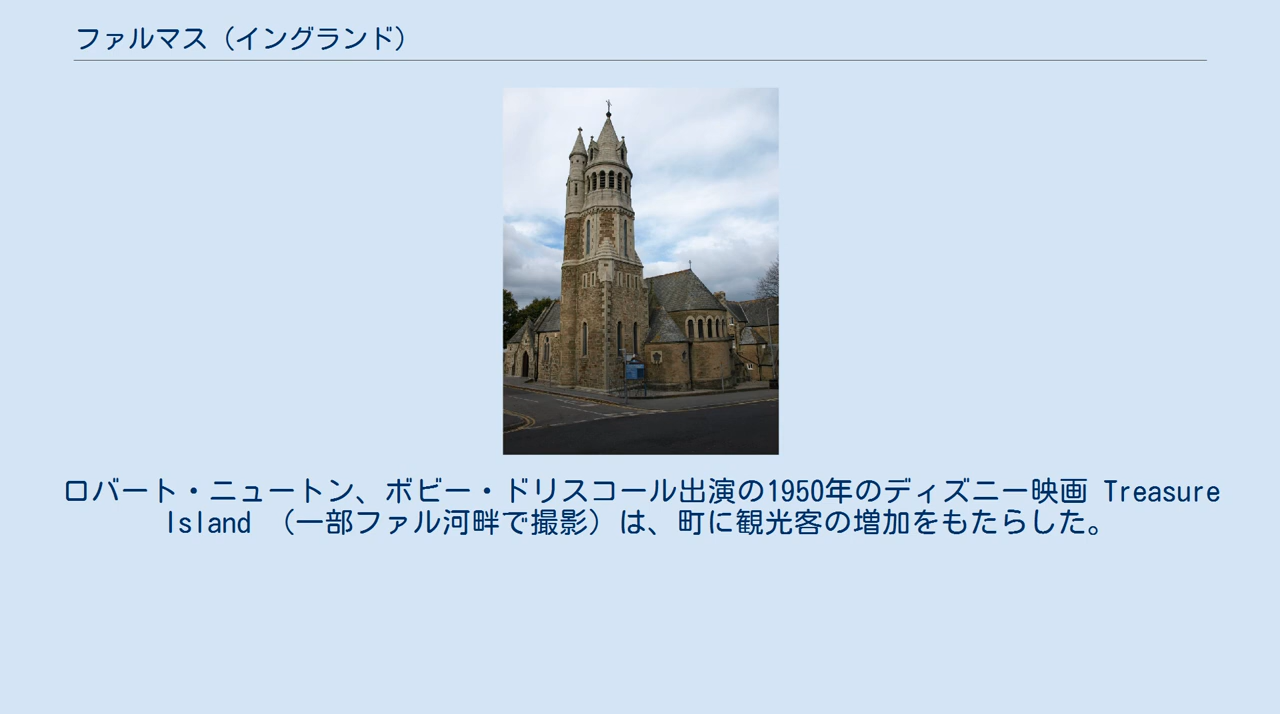 ファルマス（イングランド）
ロバート・ニュートン、ボビー・ドリスコール出演の1950年のディズニー映画 Treasure
Island （一部ファル河畔で撮影）は、町に観光客の増加をもたらした。